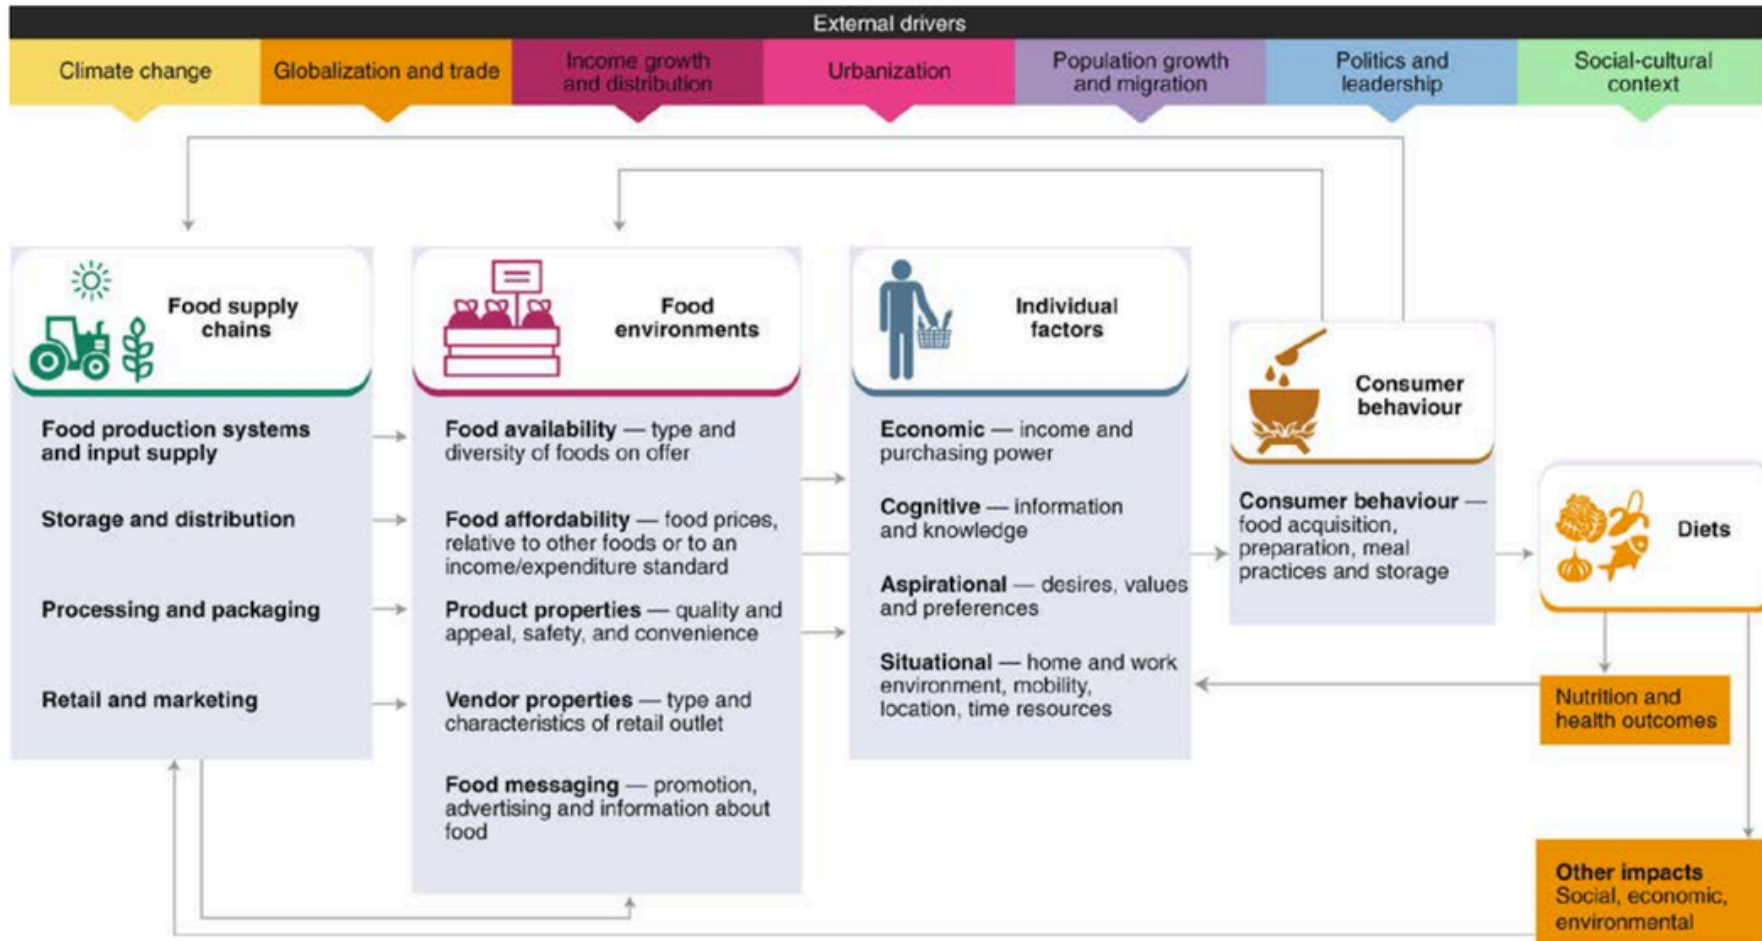 External drivers
Climate change
Globalization and trade
Income growth
and distribution
Urbanization
Population growth
and migration
Politics and
leadership
Social-cultural
context
Food supply
chains
Food production systems
and input supply
Storage and distribution
Processing and packaging
Retail and marketing
Food
environments
Food availability — type and
diversity of foods on offer
Food affordability — food prices,
relative to other foods or to an
income/expenditure standard
Product properties — quality and
appeal, safety, and convenience
Vendor properties — type and
characteristics of retail outlet
Food messaging — promotion,
advertising and information about
food
Individual
factors
Economic — income and
purchasing power
Cognitive — information
and knowledge
Aspirational — desires, values
and preferences
Situational — home and work
environment, mobility,
location, time resources
Consumer
behaviour
Consumer behaviour —
food acquisition,
preparation, meal
practices and storage
Diets
Nutrition and
health outcomes
Other impacts
Social, economic,
environmental